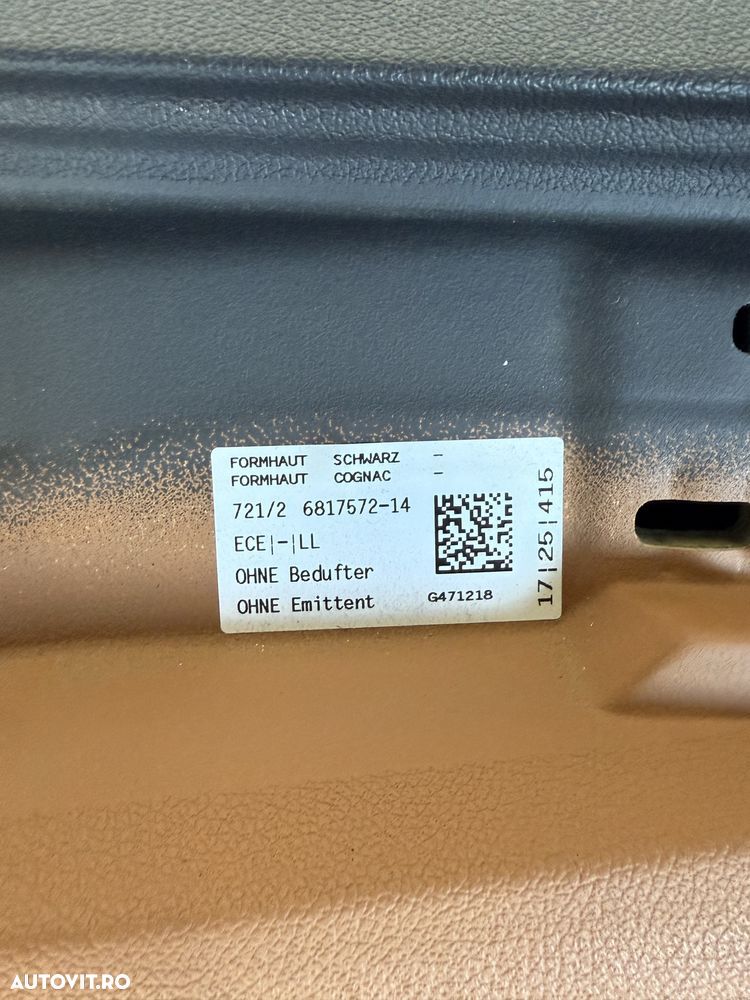 FORMHAUT SCHWARZ -
FORMHAUT COGNAC -
721/2 6817572-14
ECE|-|LL
OHNE Bedufter
OHNE Emittent
G471218
17|25|415
AUTOVIT.RO